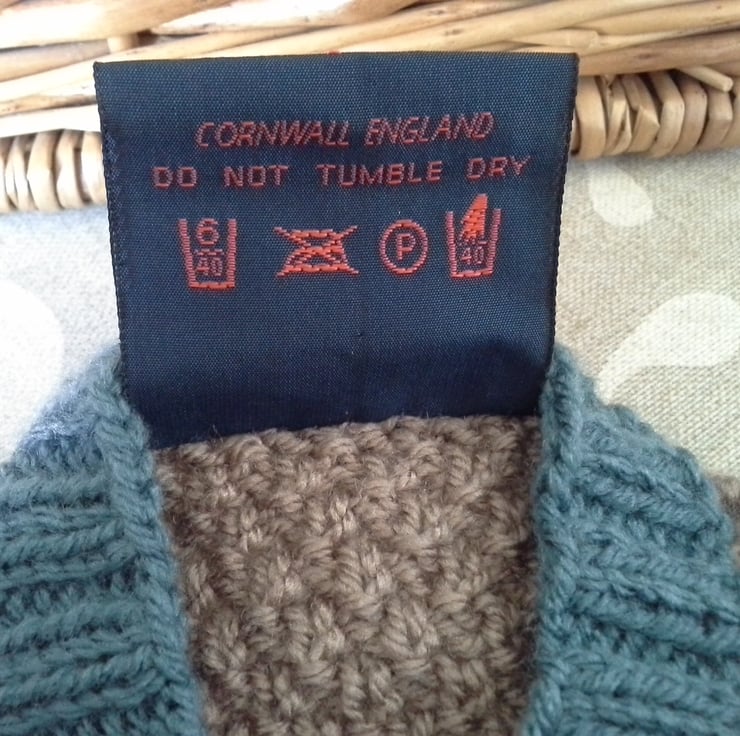 CORNWALL ENGLAND
DO NOT TUMBLE DRY
6 P
40 40